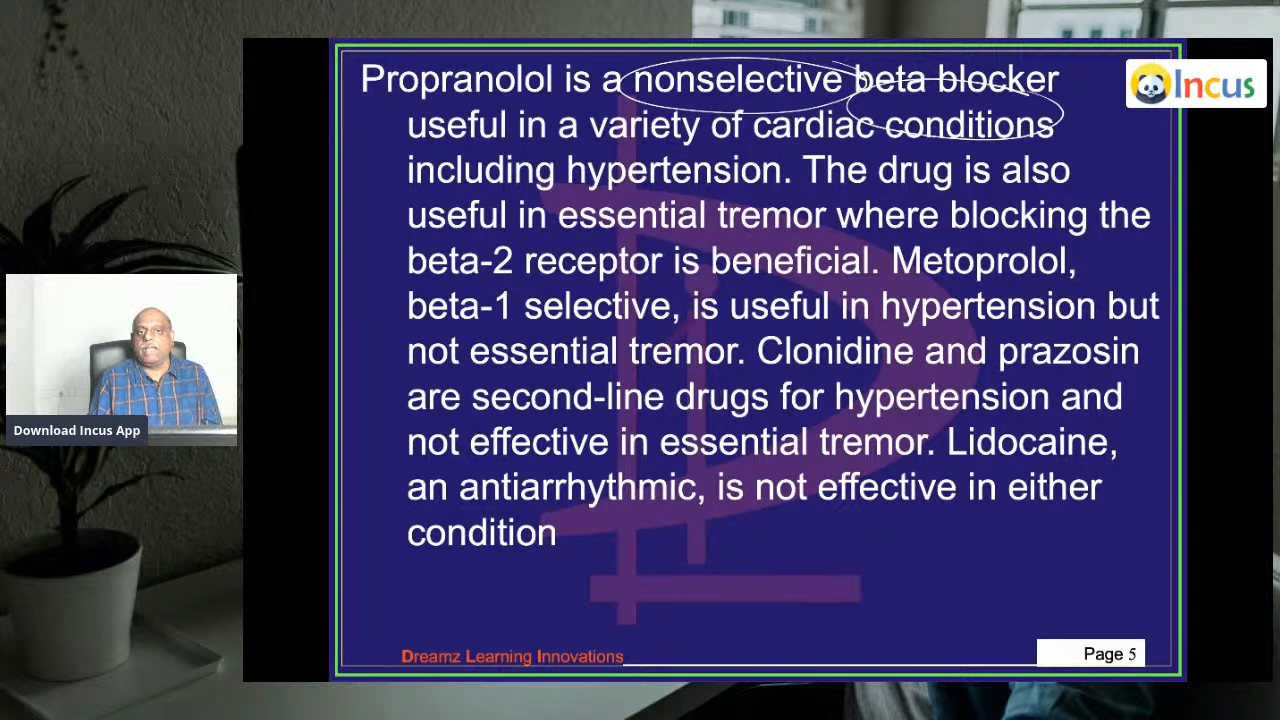 Propranolol is a nonselective beta blocker
useful in a variety of cardiac conditions
including hypertension. The drug is also
useful in essential tremor where blocking the
beta-2 receptor is beneficial. Metoprolol,
beta-1 selective, is useful in hypertension but
not essential tremor. Clonidine and prazosin
are second-line drugs for hypertension and
not effective in essential tremor. Lidocaine,
an antiarrhythmic, is not effective in either
condition
Incus
Download Incus App
Dreamz Learning Innovations
Page 5